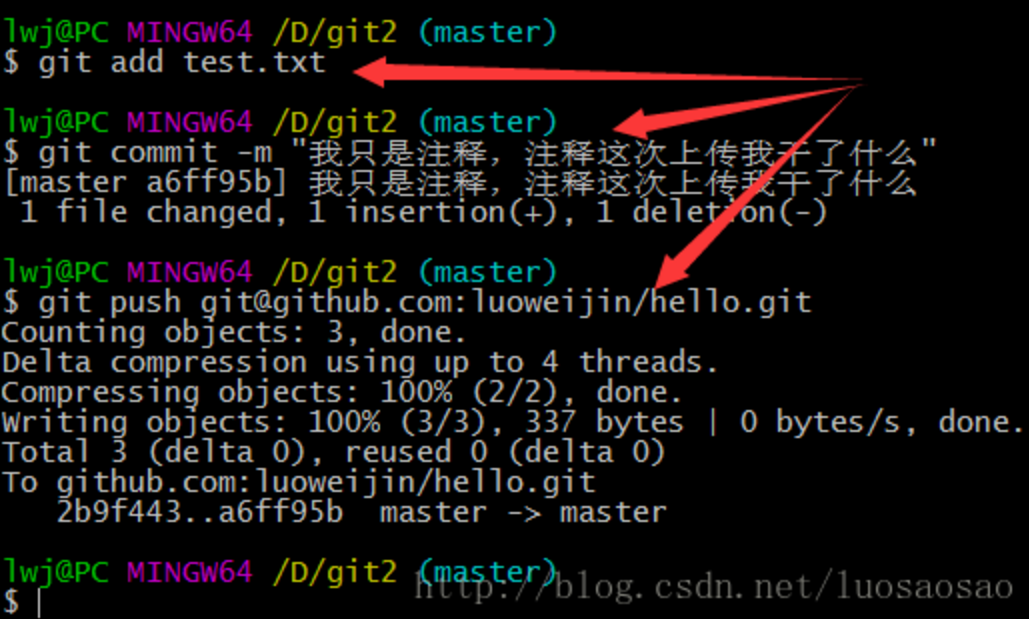 lwj@PC MINGW64 /D/git2 (master)
$ git add test.txt
lwj@PC MINGW64 /D/git2 (master)
$ git commit -m "我只是注释，注释这次上传我干了什么"
[master a6ff95b] 我只是注释，注释这次上传我干了什么
1 file changed, 1 insertion(+), 1 deletion(-)
lwj@PC MINGW64 /D/git2 (master)
$ git push git@github.com:luoweijin/hello.git
Counting objects: 3, done.
Delta compression using up to 4 threads.
Compressing objects: 100% (2/2), done.
Writing objects: 100% (3/3), 337 bytes | 0 bytes/s, done.
Total 3 (delta 0), reused 0 (delta 0)
To github.com:luoweijin/hello.git
2b9f443..a6ff95b master -> master
lwj@PC MINGW64 /D/git2 (master)
http://blog.csdn.net/luosaosao
$